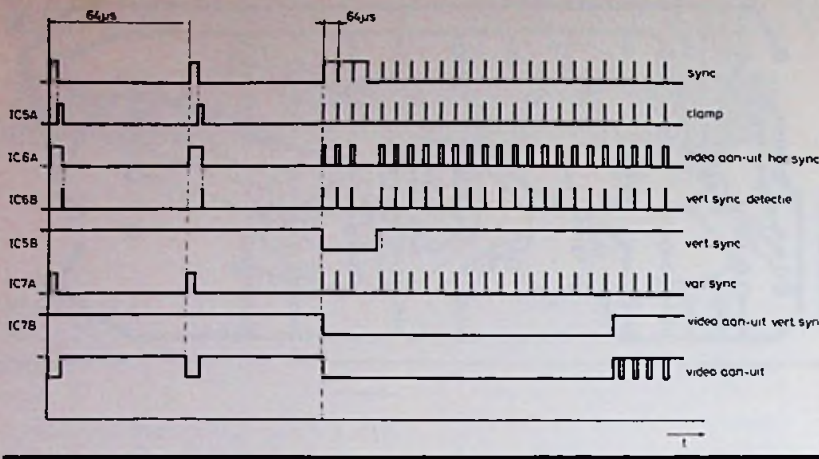 64µs
64µs
sync
IC5A clamp
IC6A video aan-uit hor sync
IC6B vert sync detectie
IC5B vert sync
IC7A var sync
IC7B video aan-uit vert sync
video aan-uit
t